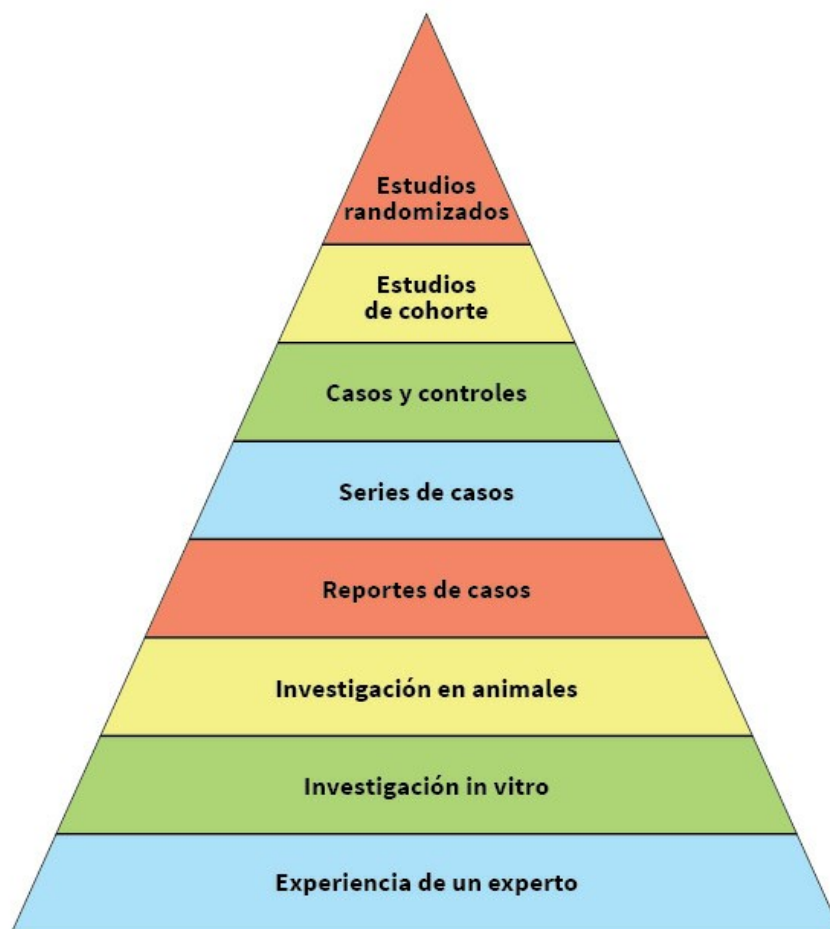 Estudios
randomizados
Estudios
de cohorte
Casos y controles
Series de casos
Reportes de casos
Investigación en animales
Investigación in vitro
Experiencia de un experto